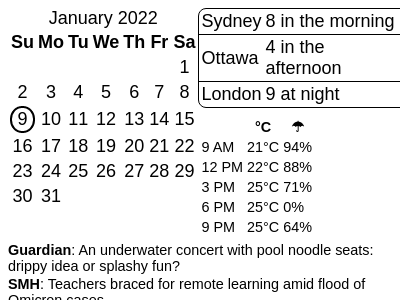 January 2022
Su Mo Tu We Th Fr Sa
1
2 3 4 5 6 7 8
9 10 11 12 13 14 15
16 17 18 19 20 21 22
23 24 25 26 27 28 29
30 31
Sydney 8 in the morning
Ottawa 4 in the
afternoon
London 9 at night
°C ☂
9 AM 21°C 94%
12 PM 22°C 88%
3 PM 25°C 71%
6 PM 25°C 0%
9 PM 25°C 64%
Guardian: An underwater concert with pool noodle seats:
drippy idea or splashy fun?
SMH: Teachers braced for remote learning amid flood of
Omicron cases